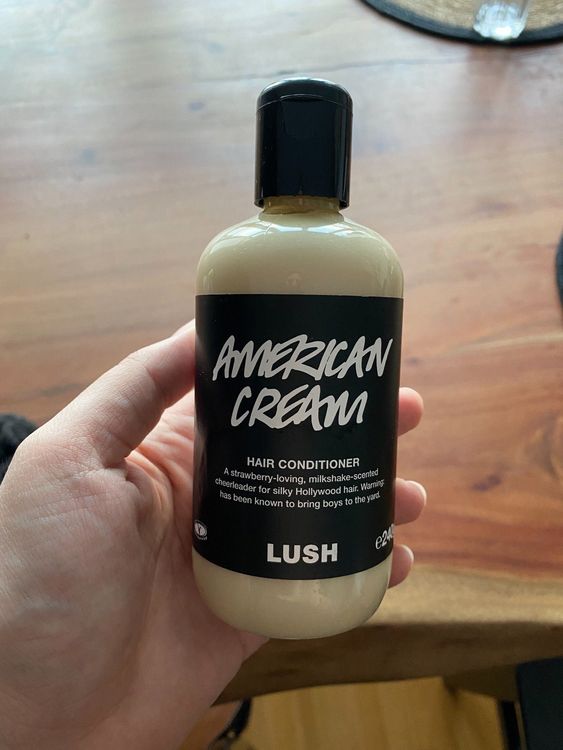 AMERICAN
CREAM
HAIR CONDITIONER
A strawberry-loving, milkshake-scented
cheerleader for silky Hollywood hair. Warning:
has been known to bring boys to the yard.
LUSH